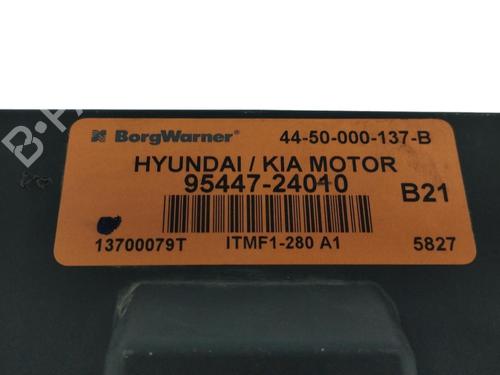 BorgWarner® 44-50-000-137-B
HYUNDAI / KIA MOTOR
95447-24010 B21
13700079T ITMF1-280 A1 5827